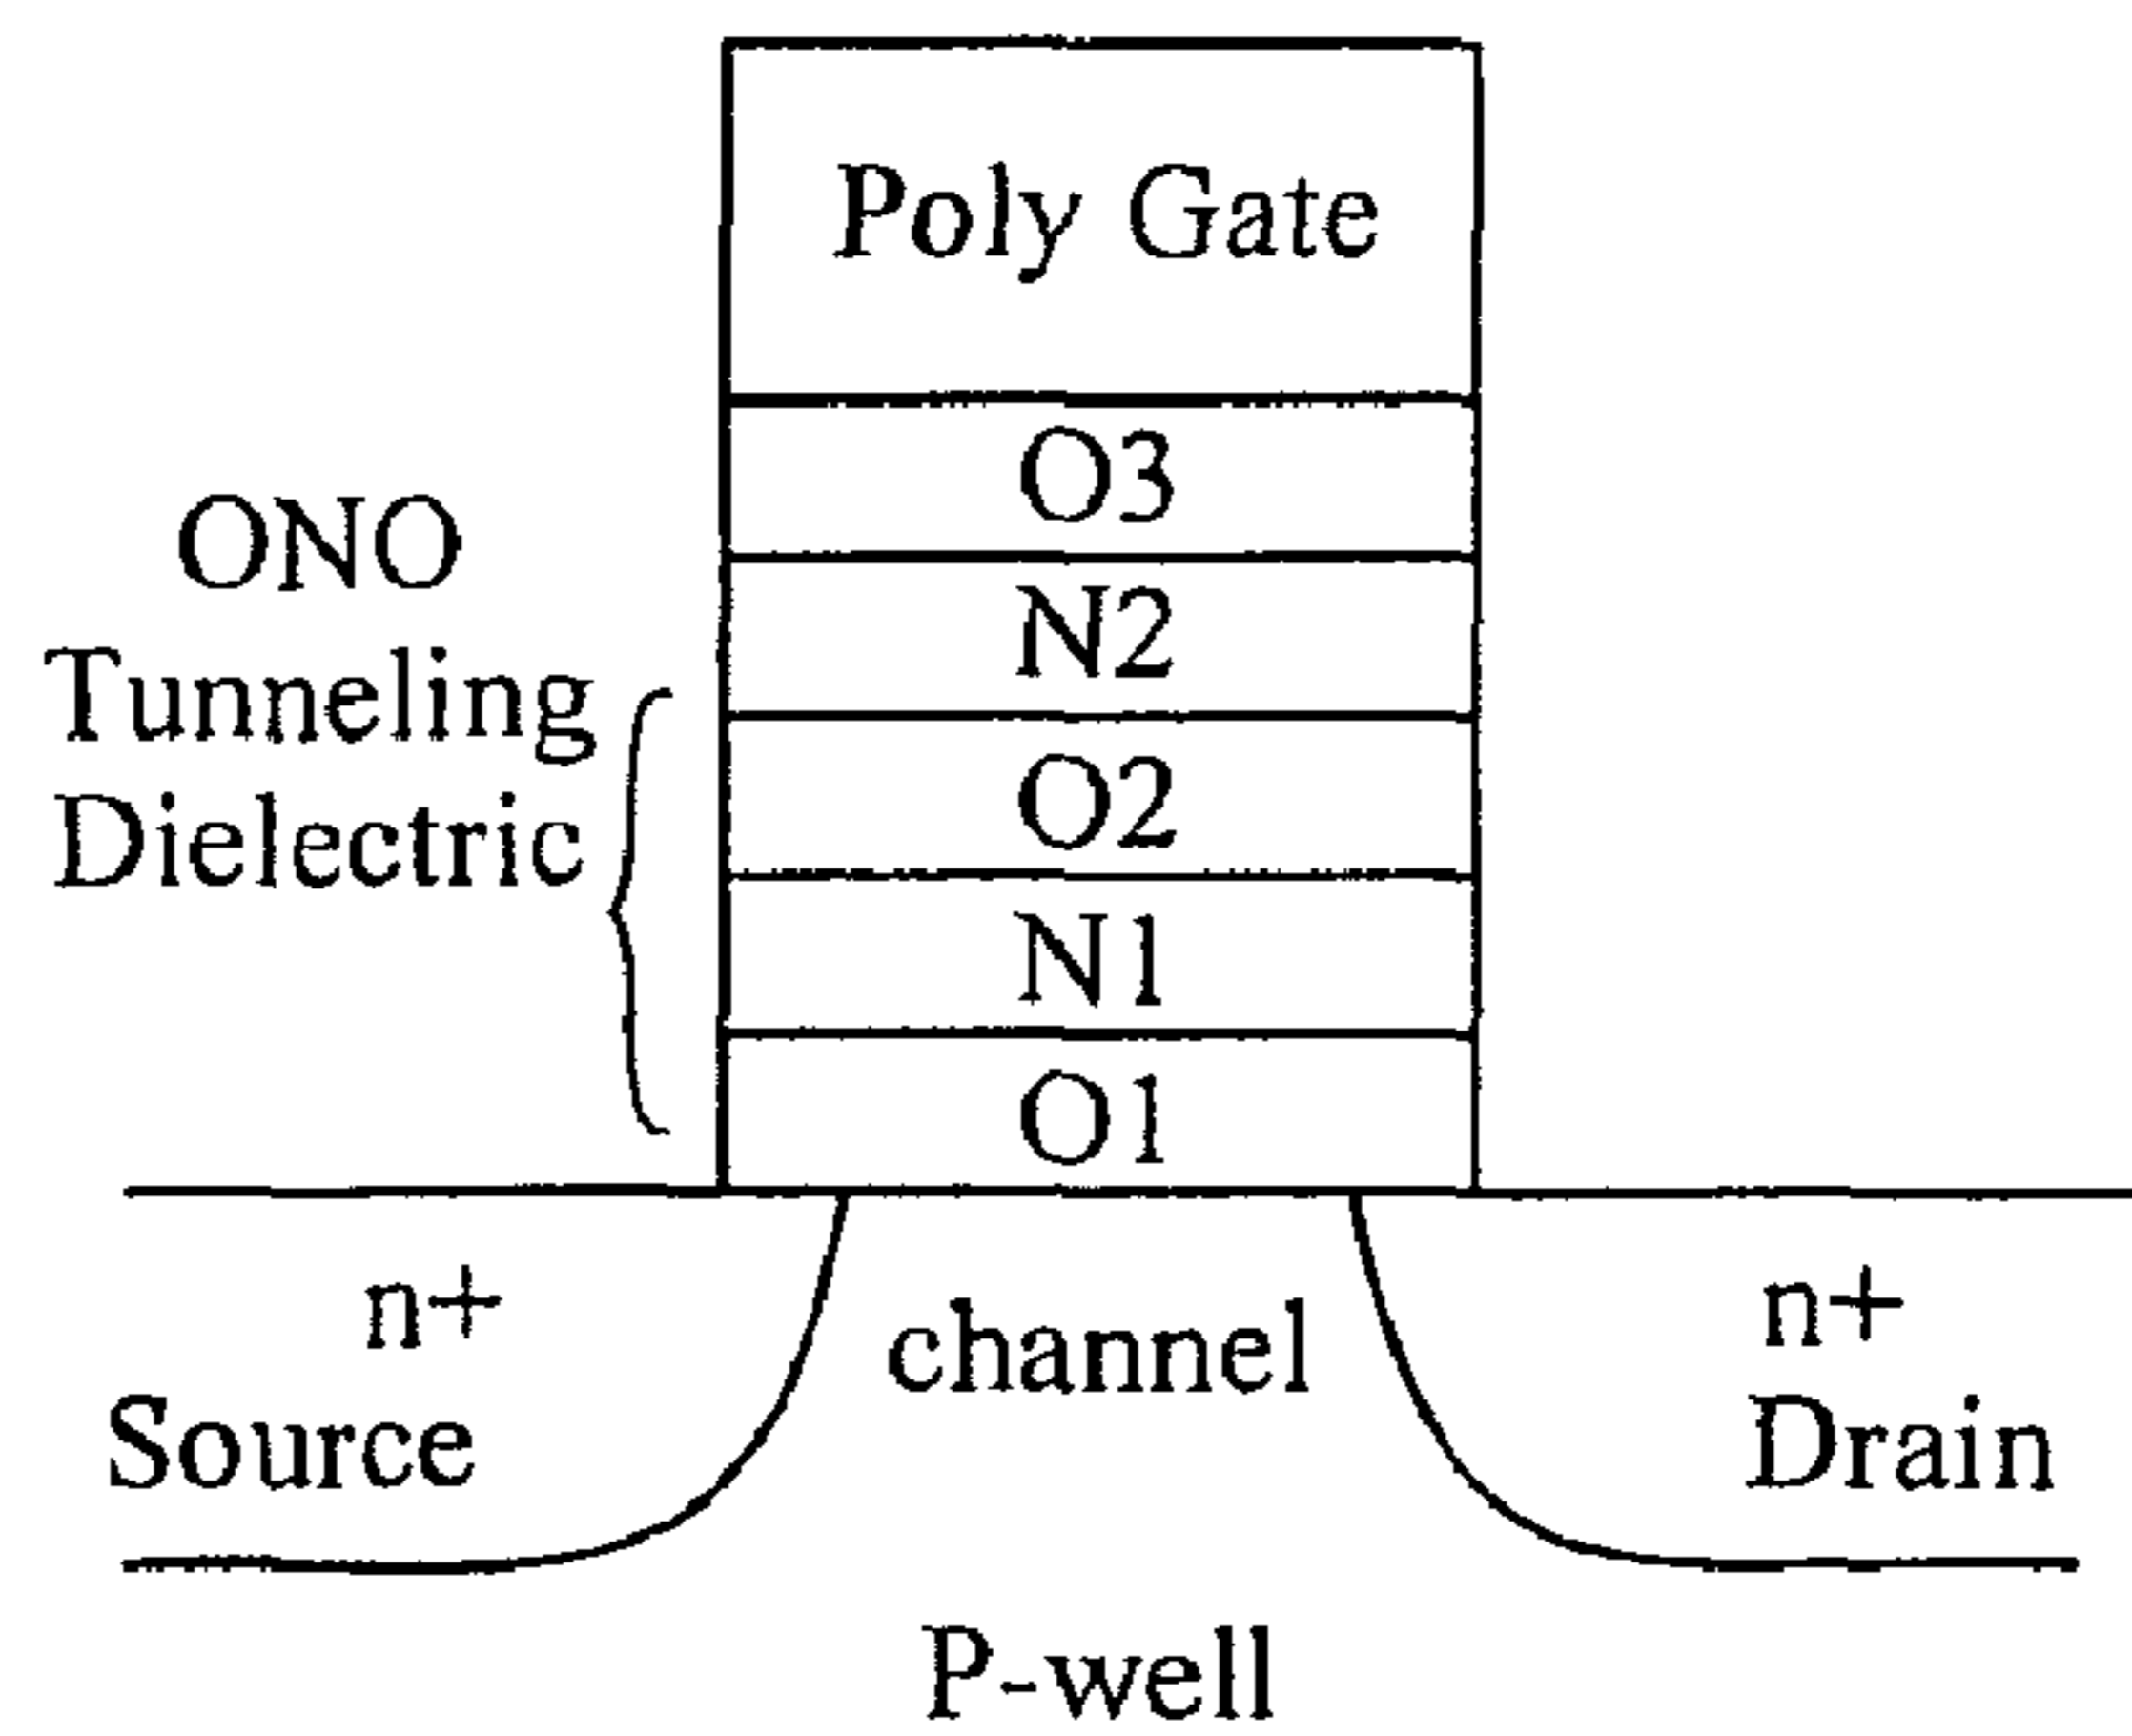 Poly Gate
O3
ONO
Tunneling
Dielectric
N2
O2
N1
O1
n+
Source
channel
n+
Drain
P-well